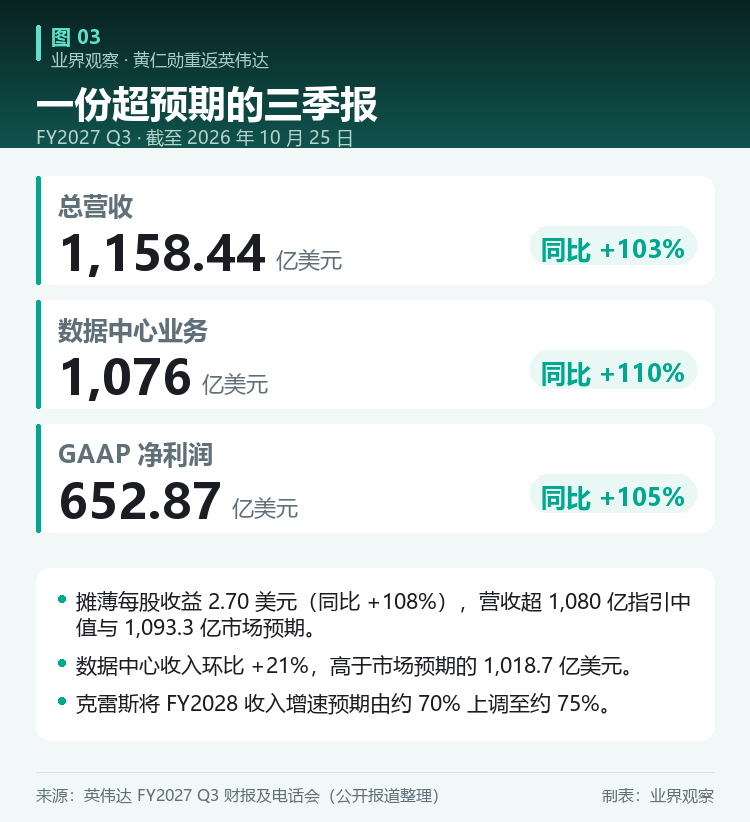 图 03
业界观察 · 黄仁勋重返英伟达
一份超预期的三季报
FY2027 Q3 · 截至 2026 年 10 月 25 日
总营收
1,158.44 亿美元
同比 +103%
数据中心业务
1,076 亿美元
同比 +110%
GAAP 净利润
652.87 亿美元
同比 +105%
• 摊薄每股收益 2.70 美元（同比 +108%），营收超 1,080 亿指引中
值与 1,093.3 亿市场预期。
• 数据中心收入环比 +21%，高于市场预期的 1,018.7 亿美元。
• 克雷斯将 FY2028 收入增速预期由约 70% 上调至约 75%。
来源：英伟达 FY2027 Q3 财报及电话会（公开报道整理）
制表：业界观察